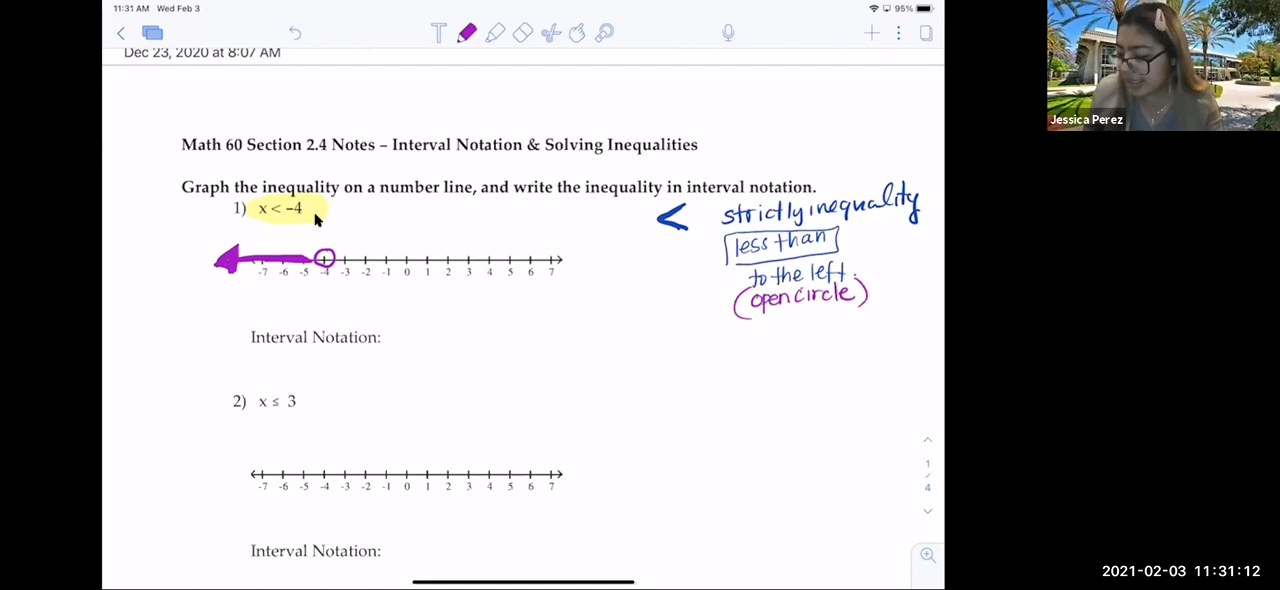 11:31 AM Wed Feb 3
95%
Dec 23, 2020 at 8:07 AM
Jessica Perez
Math 60 Section 2.4 Notes – Interval Notation & Solving Inequalities
Graph the inequality on a number line, and write the inequality in interval notation.
1) x < –4
< strictly inequality
less than
to the left.
(open circle)
-7 -6 -5 -4 -3 -2 -1 0 1 2 3 4 5 6 7
Interval Notation:
2) x ≤ 3
1
/
4
-7 -6 -5 -4 -3 -2 -1 0 1 2 3 4 5 6 7
Interval Notation:
2021-02-03 11:31:12